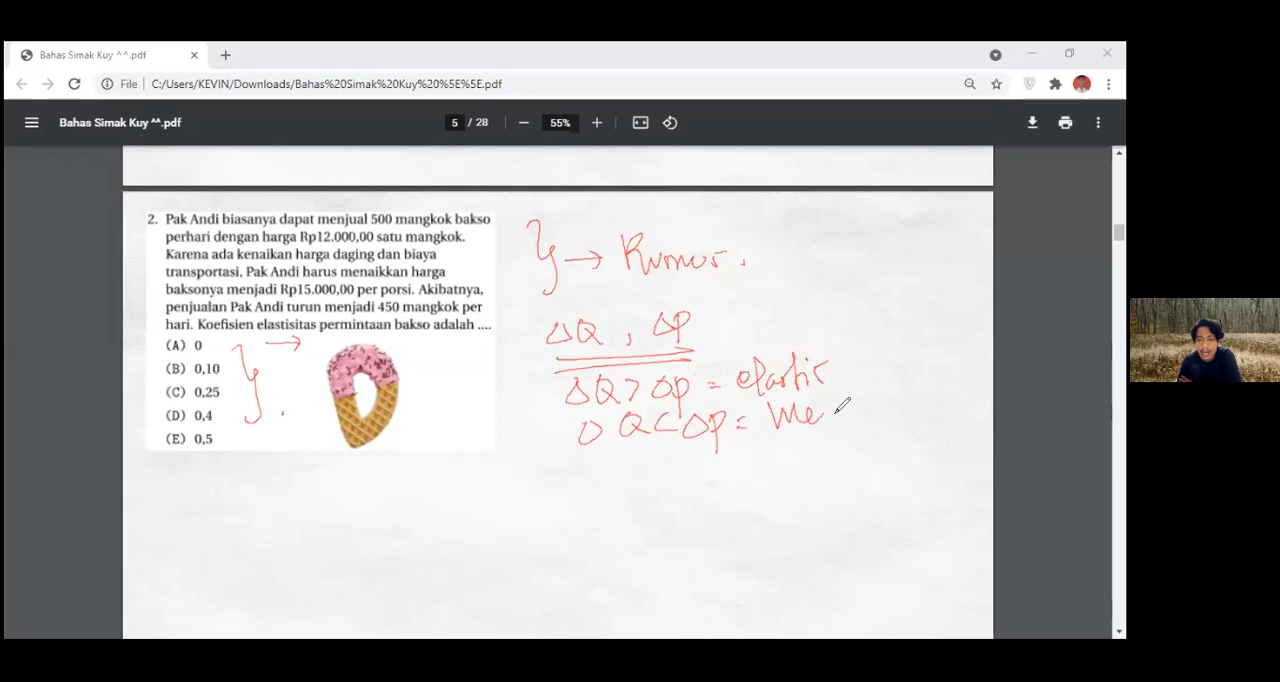 Bahas Simak Kuy ^^.pdf
File C:/Users/KEVIN/Downloads/Bahas%20Simak%20Kuy%20%5E%5E.pdf
Bahas Simak Kuy ^^.pdf 5 / 28 55%
2. Pak Andi biasanya dapat menjual 500 mangkok bakso
perhari dengan harga Rp12.000,00 satu mangkok.
Karena ada kenaikan harga daging dan biaya
transportasi, Pak Andi harus menaikkan harga
baksonya menjadi Rp15.000,00 per porsi. Akibatnya,
penjualan Pak Andi turun menjadi 450 mangkok per
hari. Koefisien elastisitas permintaan bakso adalah ....
(A) 0
(B) 0,10
(C) 0,25
(D) 0,4
(E) 0,5
→ Rumus.
ΔQ, ΔP
ΔQ > ΔP = elastis
ΔQ < ΔP = Ine